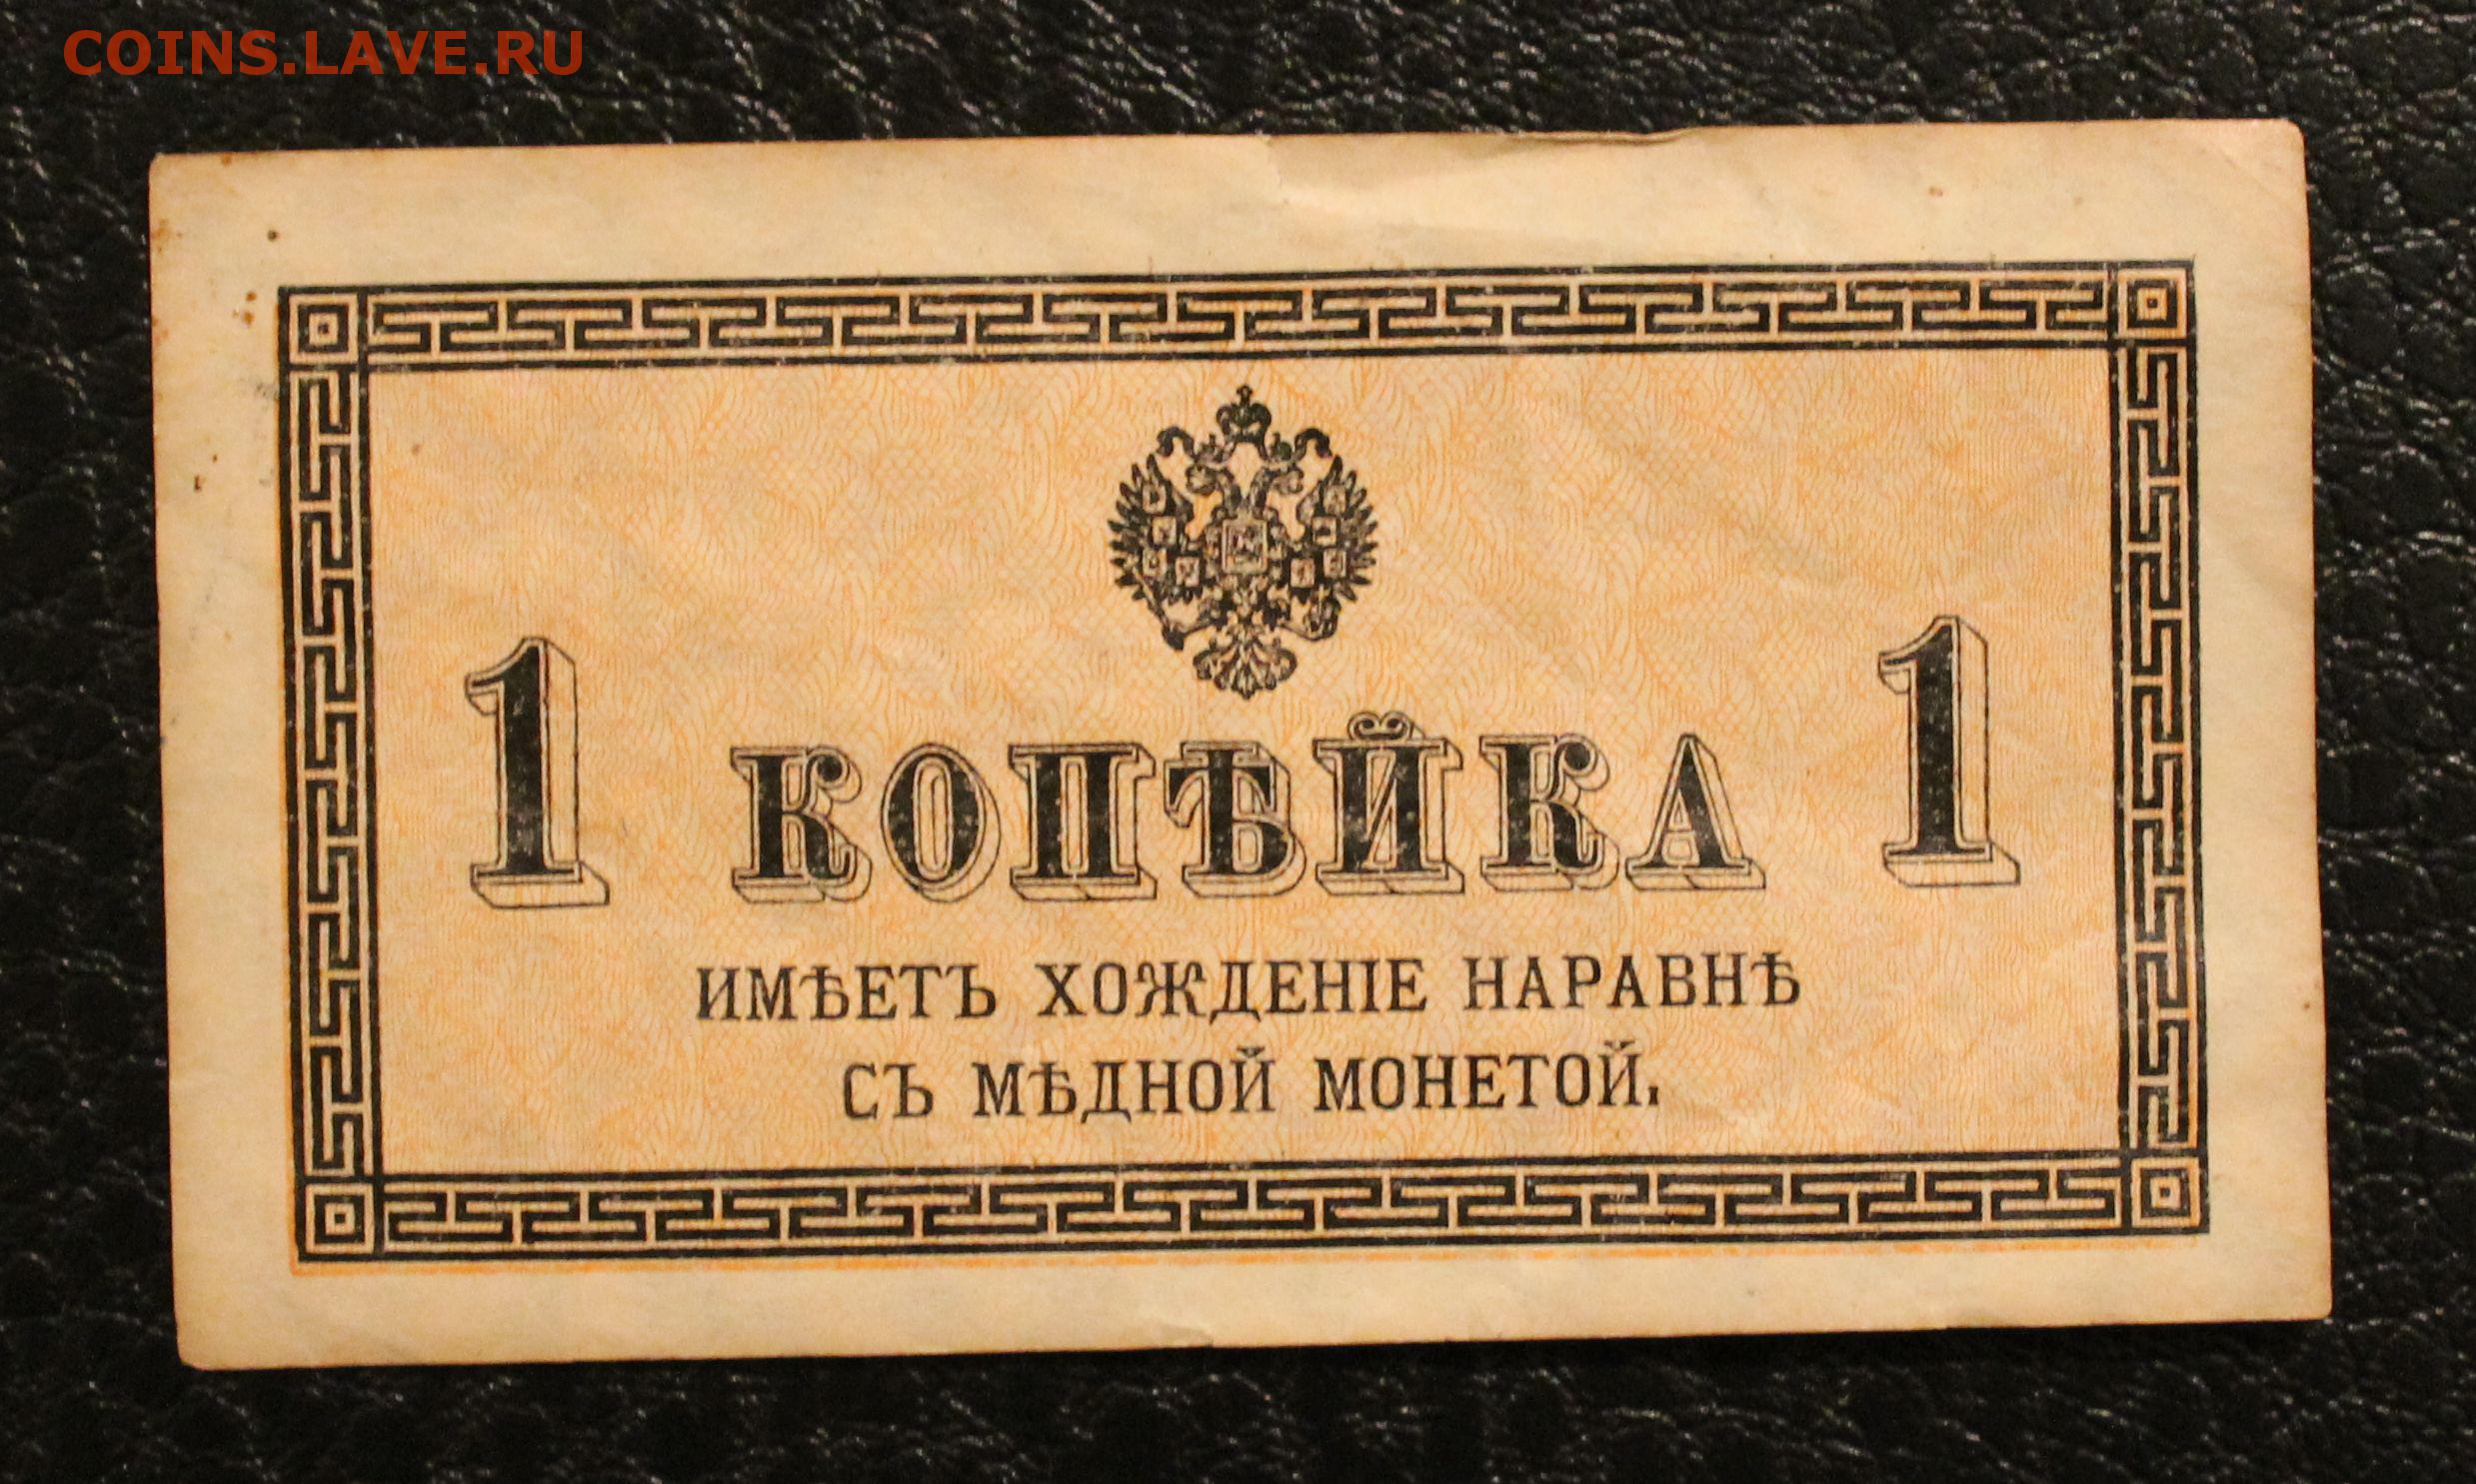 COINS.LAVE.RU
1 КОПѢЙКА 1
ИМѢЕТЪ ХОЖДЕНІЕ НАРАВНѢ
СЪ МѢДНОЙ МОНЕТОЙ.